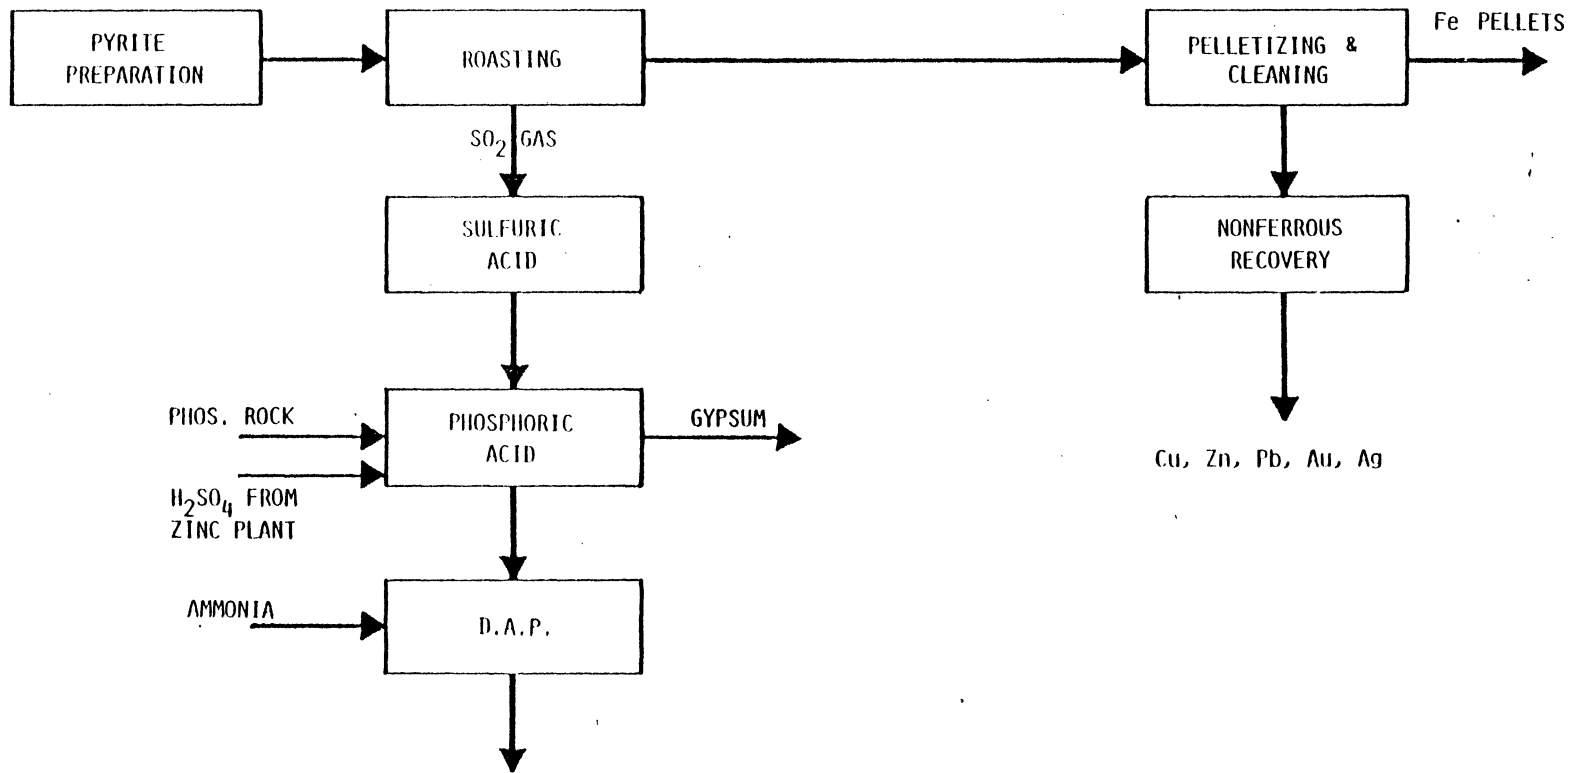 PYRITE
PREPARATION
ROASTING
PELLETIZING &
CLEANING
Fe PELLETS
SO2 GAS
SULFURIC
ACID
NONFERROUS
RECOVERY
PHOS. ROCK
PHOSPHORIC
ACID
GYPSUM
H2SO4 FROM
ZINC PLANT
Cu, Zn, Pb, Au, Ag
AMMONIA
D.A.P.